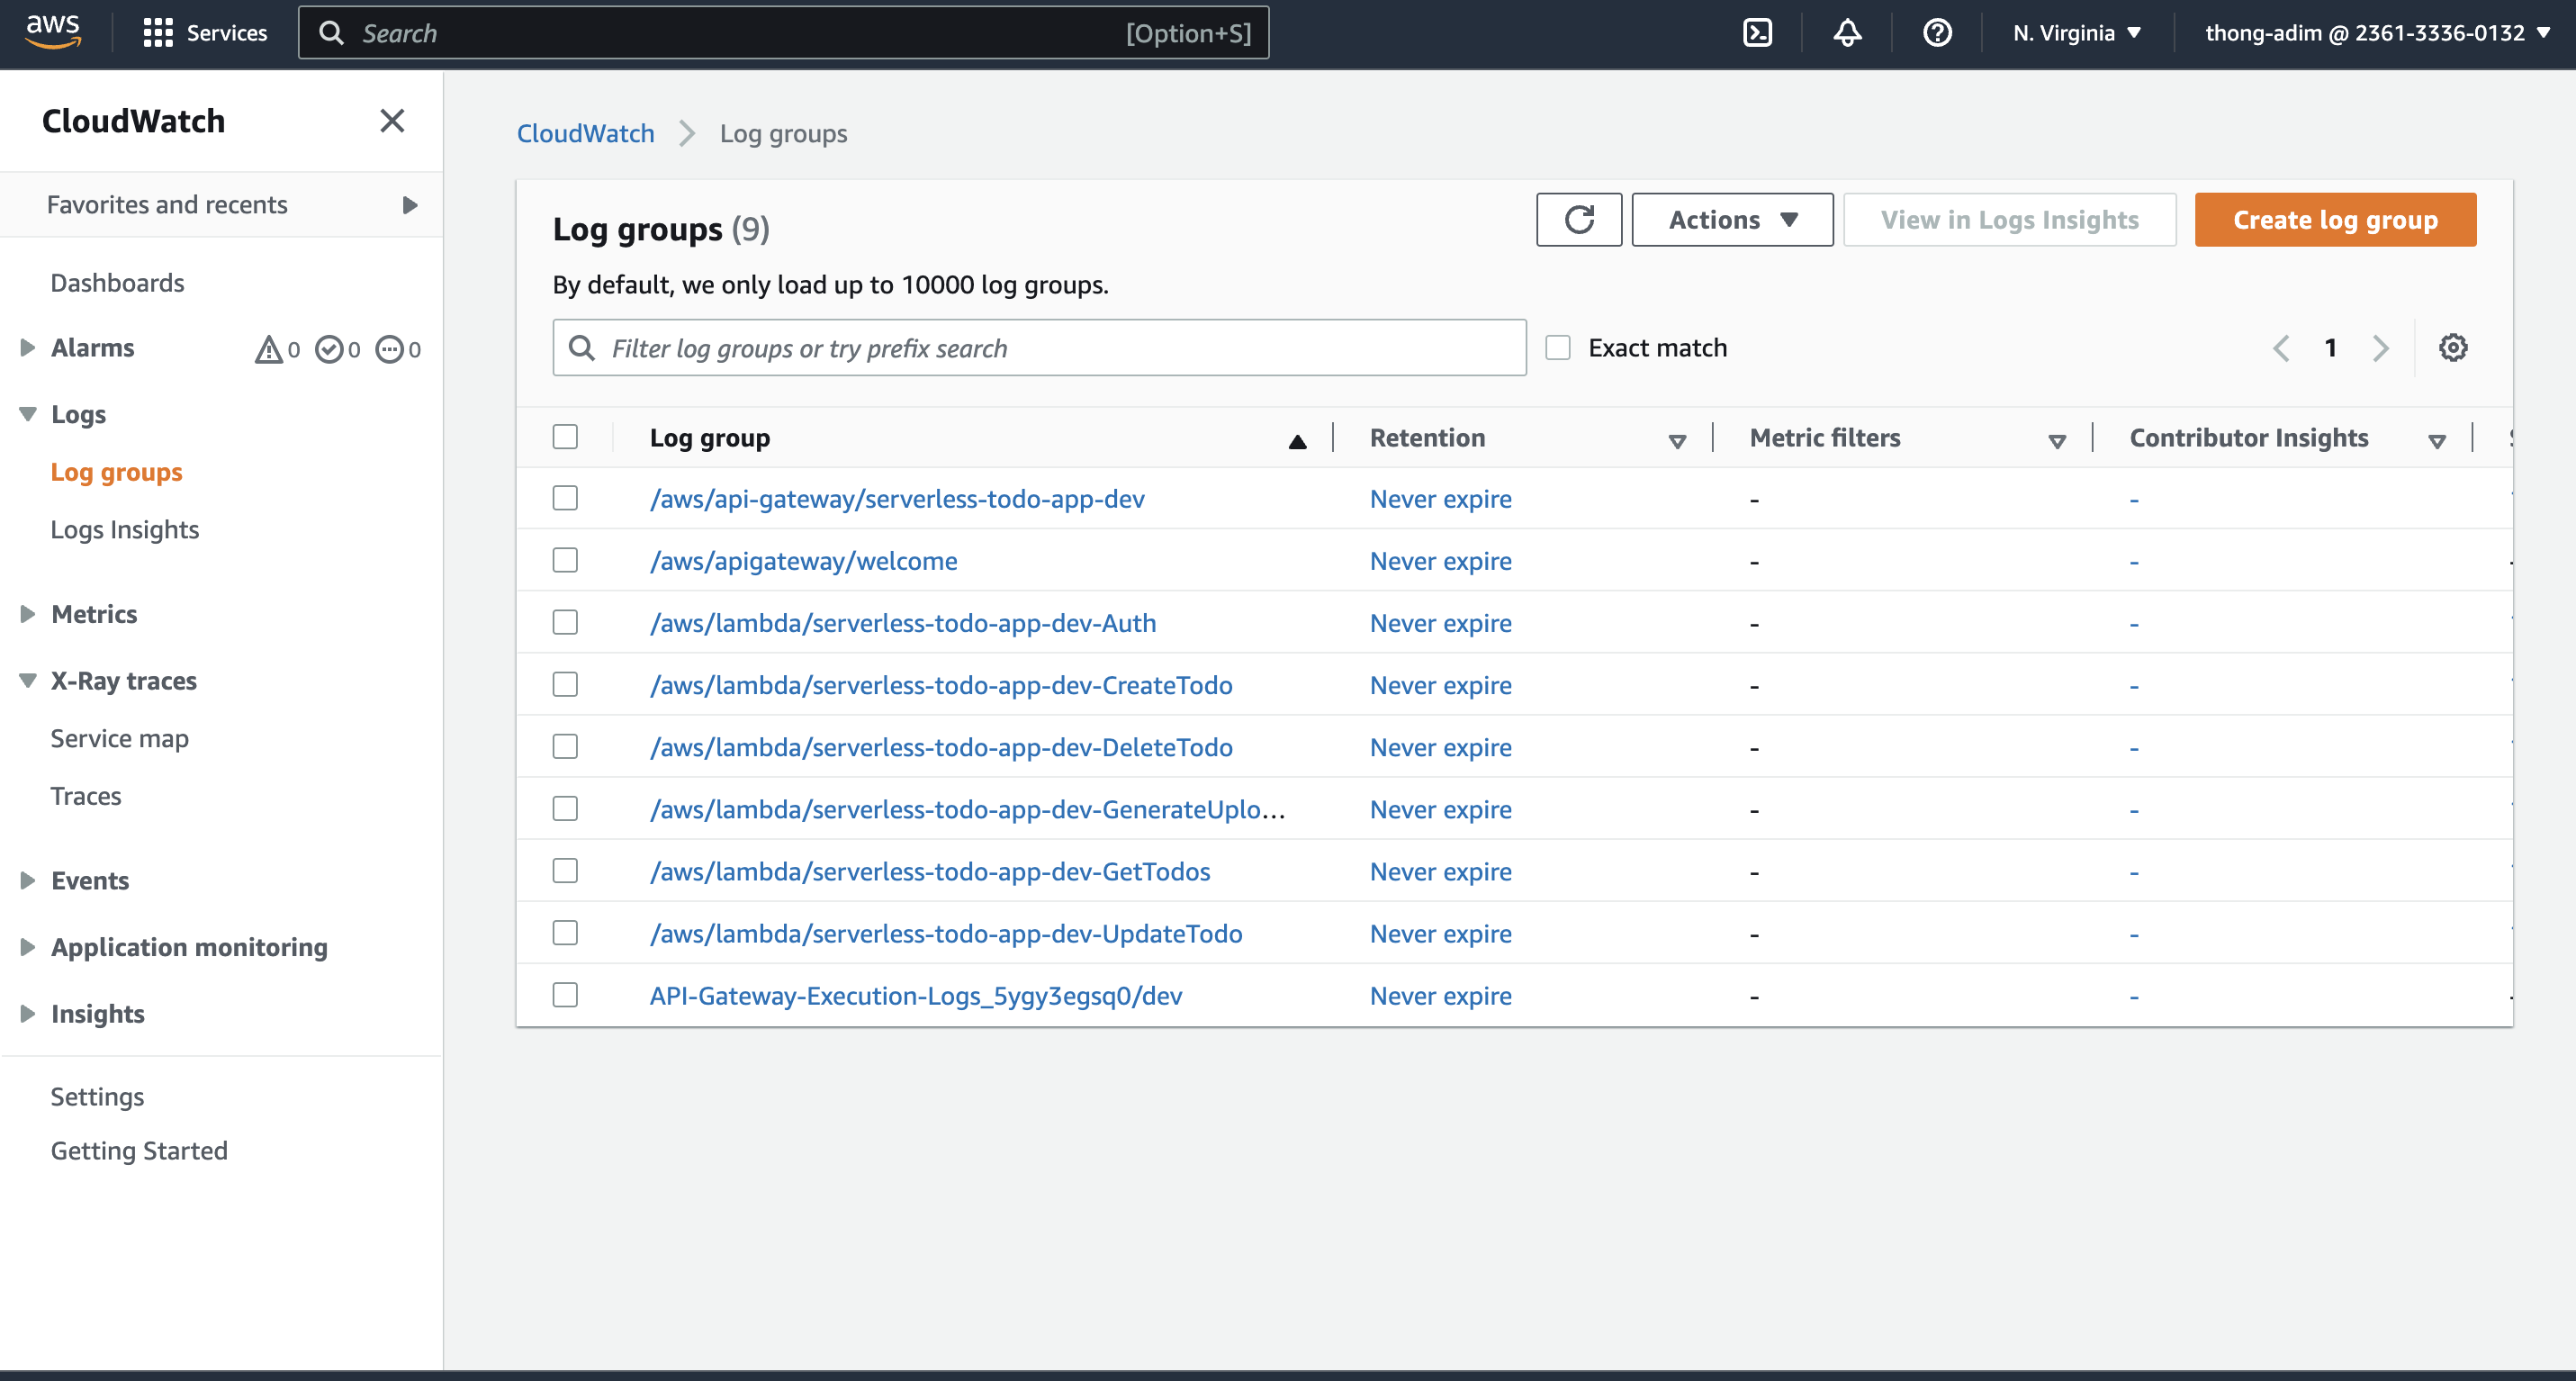 aws
Services
Search
[Option+S]
N. Virginia
thong-adim @ 2361-3336-0132
CloudWatch
Favorites and recents
Dashboards
Alarms
0
0
0
Logs
Log groups
Logs Insights
Metrics
X-Ray traces
Service map
Traces
Events
Application monitoring
Insights
Settings
Getting Started
CloudWatch
Log groups
Log groups (9)
Actions
View in Logs Insights
Create log group
By default, we only load up to 10000 log groups.
Filter log groups or try prefix search
Exact match
1
Log group Retention Metric filters Contributor Insights
/aws/api-gateway/serverless-todo-app-dev Never expire - -
/aws/apigateway/welcome Never expire - -
/aws/lambda/serverless-todo-app-dev-Auth Never expire - -
/aws/lambda/serverless-todo-app-dev-CreateTodo Never expire - -
/aws/lambda/serverless-todo-app-dev-DeleteTodo Never expire - -
/aws/lambda/serverless-todo-app-dev-GenerateUplo... Never expire - -
/aws/lambda/serverless-todo-app-dev-GetTodos Never expire - -
/aws/lambda/serverless-todo-app-dev-UpdateTodo Never expire - -
API-Gateway-Execution-Logs_5ygy3egsq0/dev Never expire - -